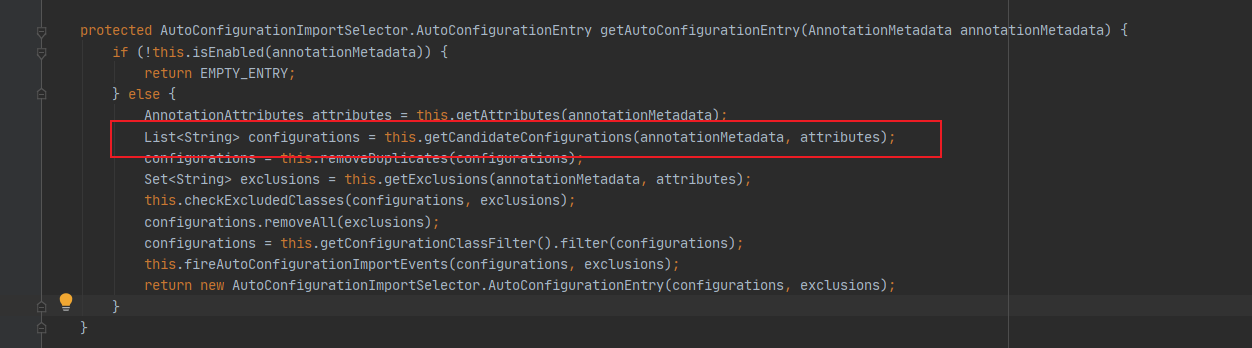 protected AutoConfigurationImportSelector.AutoConfigurationEntry getAutoConfigurationEntry(AnnotationMetadata annotationMetadata) {
if (!this.isEnabled(annotationMetadata)) {
return EMPTY_ENTRY;
} else {
AnnotationAttributes attributes = this.getAttributes(annotationMetadata);
List<String> configurations = this.getCandidateConfigurations(annotationMetadata, attributes);
configurations = this.removeDuplicates(configurations);
Set<String> exclusions = this.getExclusions(annotationMetadata, attributes);
this.checkExcludedClasses(configurations, exclusions);
configurations.removeAll(exclusions);
configurations = this.getConfigurationClassFilter().filter(configurations);
this.fireAutoConfigurationImportEvents(configurations, exclusions);
return new AutoConfigurationImportSelector.AutoConfigurationEntry(configurations, exclusions);
}
}